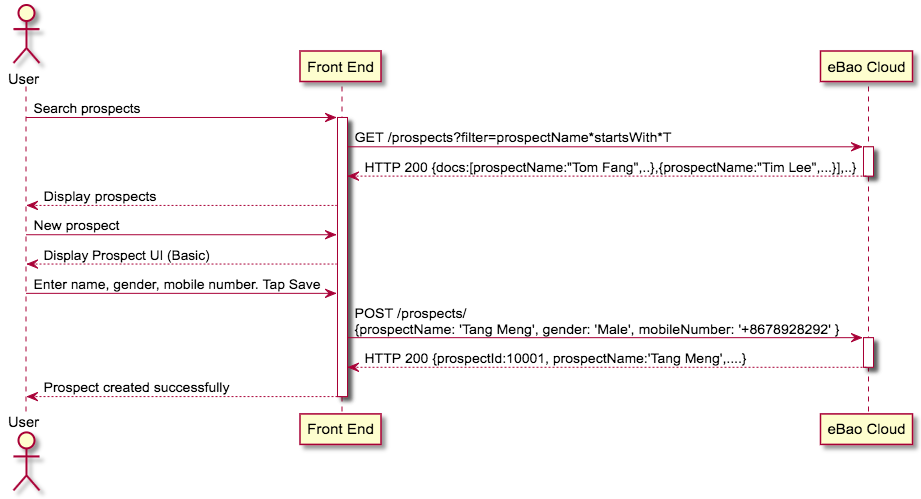 User
Front End
eBao Cloud
Search prospects
GET /prospects?filter=prospectName*startsWith*T
HTTP 200 {docs:[prospectName:"Tom Fang",..},{prospectName:"Tim Lee",...}],..}
Display prospects
New prospect
Display Prospect UI (Basic)
Enter name, gender, mobile number. Tap Save
POST /prospects/
{prospectName: 'Tang Meng', gender: 'Male', mobileNumber: '+8678928292' }
HTTP 200 {prospectId:10001, prospectName:'Tang Meng',....}
Prospect created successfully
User
Front End
eBao Cloud